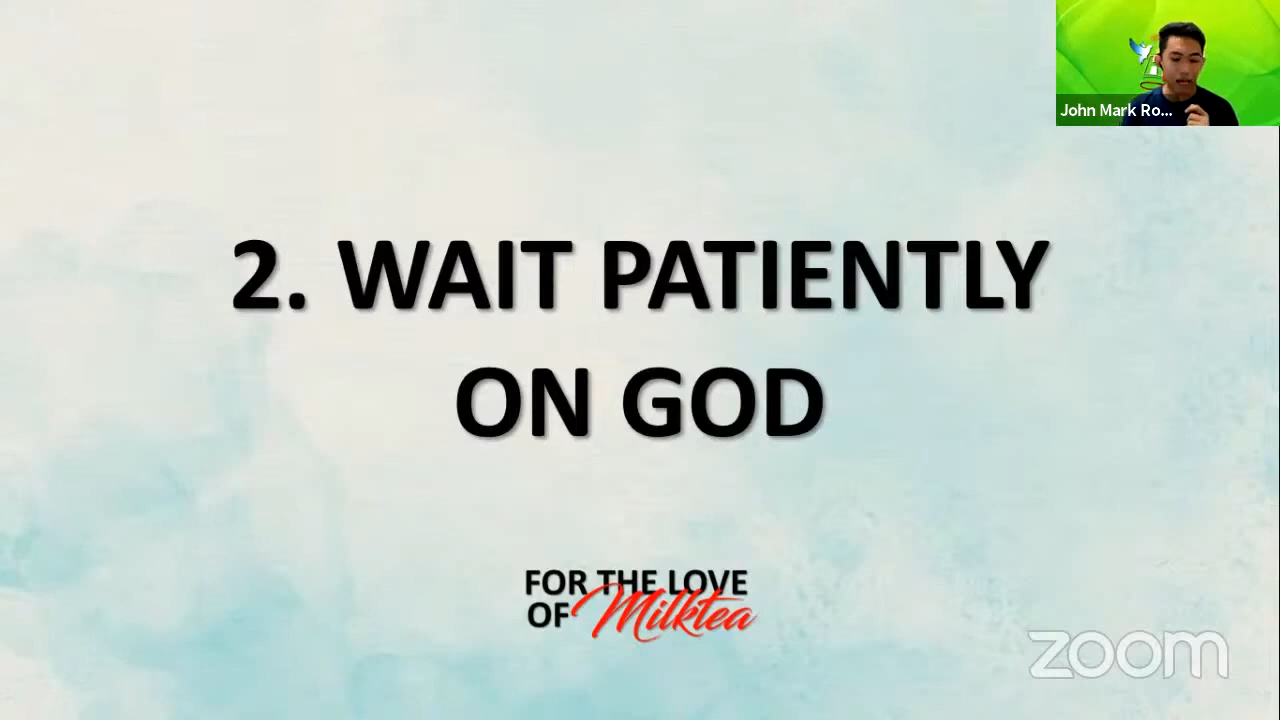 John Mark Ro...
2. WAIT PATIENTLY
ON GOD
FOR THE LOVE
OF Milktea
zoom